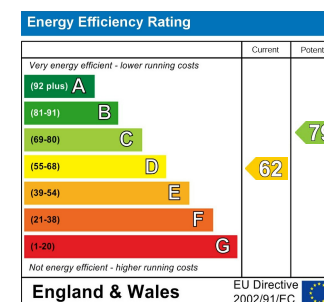 Energy Efficiency Rating
Current
Very energy efficient - lower running costs
(92 plus) A
(81-91) B
(69-80) C
(55-68) D
62
(39-54) E
(21-38) F
(1-20) G
Not energy efficient - higher running costs
England & Wales
EU Directive
2002/91/EC